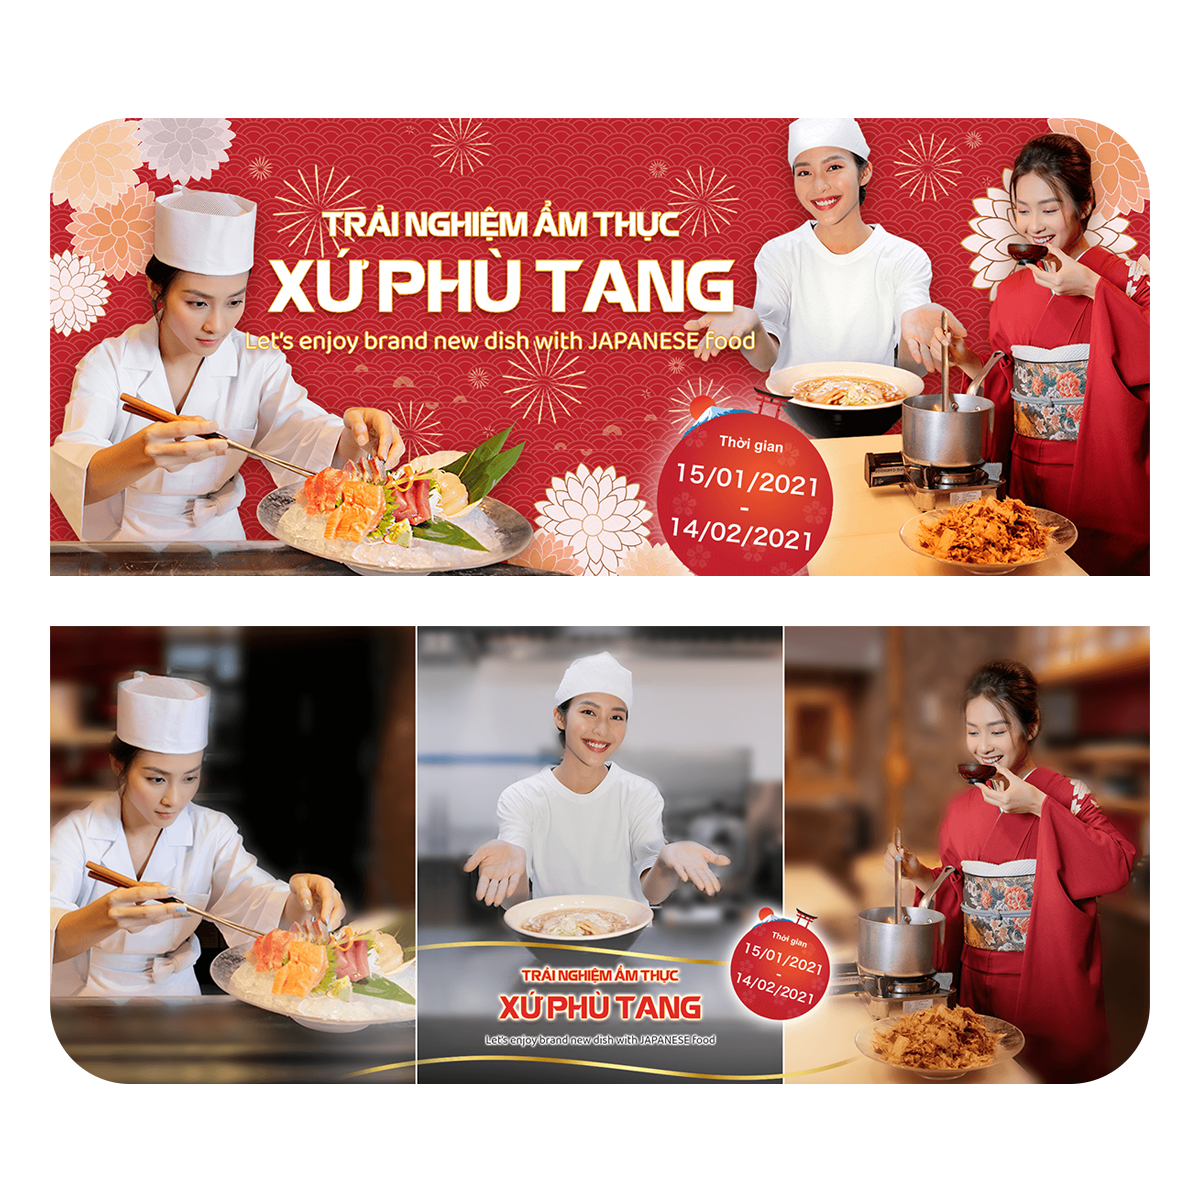 TRẢI NGHIỆM ẨM THỰC
XỨ PHÙ TANG
Let's enjoy brand new dish with JAPANESE food
Thời gian
15/01/2021
-
14/02/2021
TRẢI NGHIỆM ẨM THỰC
XỨ PHÙ TANG
Let's enjoy brand new dish with JAPANESE food
Thời gian
15/01/2021
-
14/02/2021